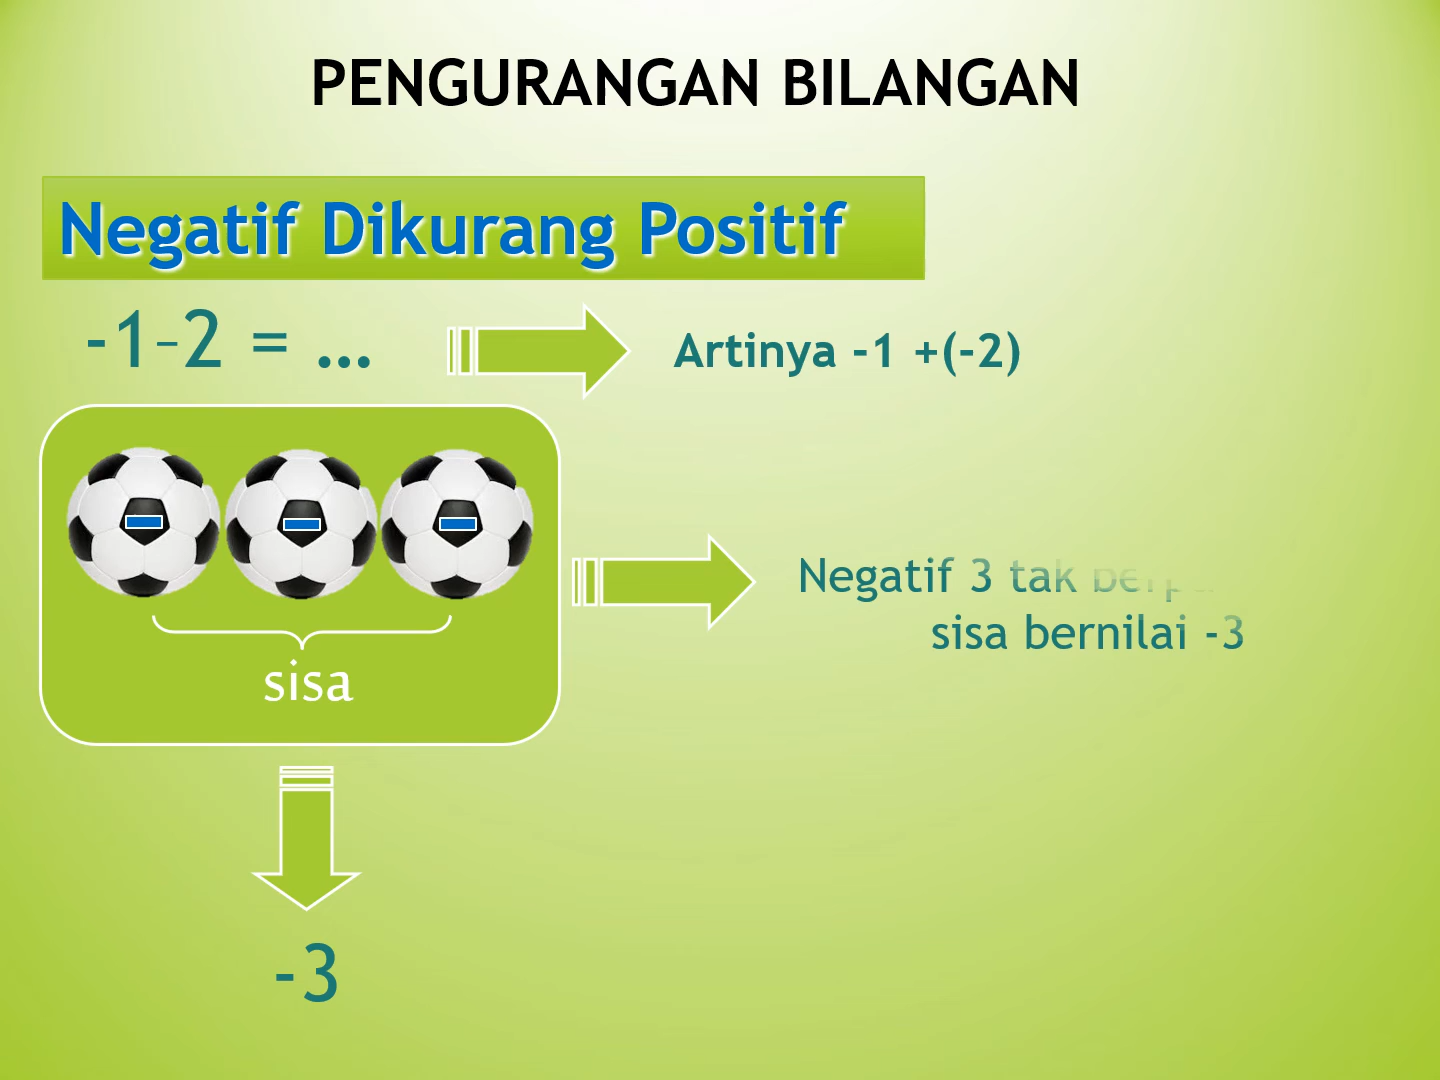 PENGURANGAN BILANGAN
Negatif Dikurang Positif
-1–2 = ...
Artinya -1 +(-2)
Negatif 3 tak
sisa bernilai -3
sisa
-3